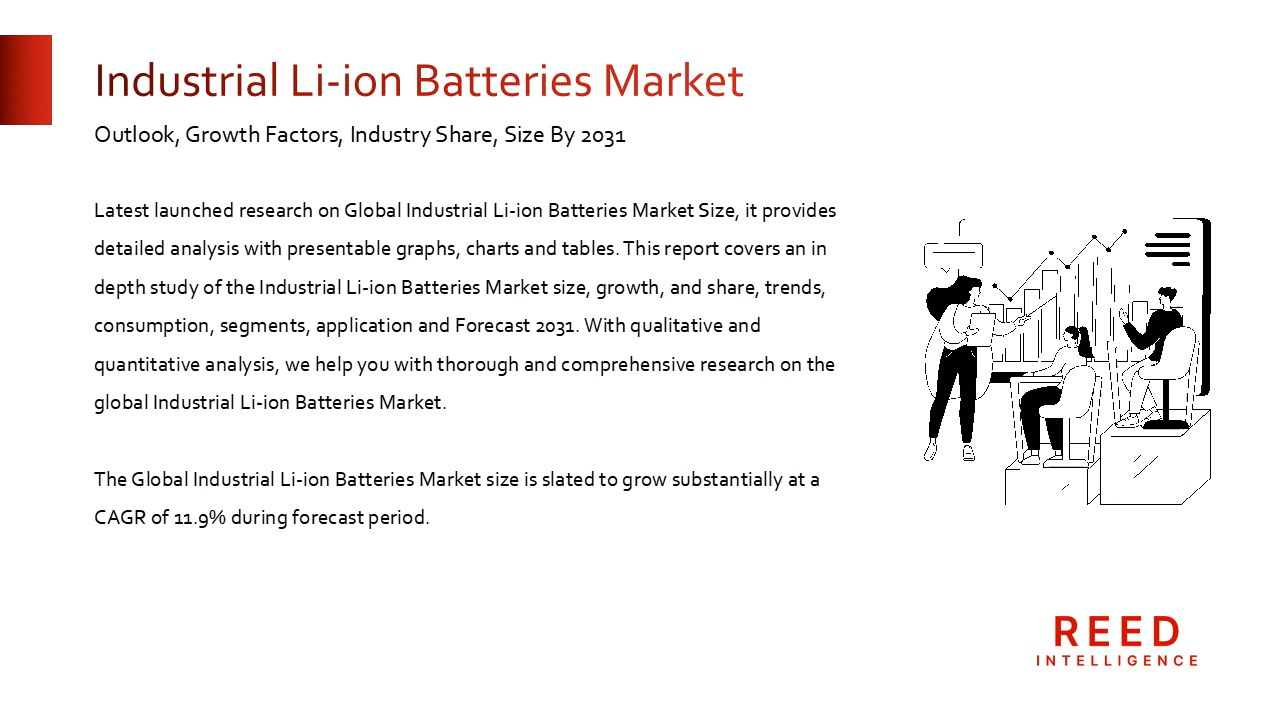 Industrial Li-ion Batteries Market
Outlook, Growth Factors, Industry Share, Size By 2031
Latest launched research on Global Industrial Li-ion Batteries Market Size, it provides
detailed analysis with presentable graphs, charts and tables. This report covers an in
depth study of the Industrial Li-ion Batteries Market size, growth, and share, trends,
consumption, segments, application and Forecast 2031. With qualitative and
quantitative analysis, we help you with thorough and comprehensive research on the
global Industrial Li-ion Batteries Market.
The Global Industrial Li-ion Batteries Market size is slated to grow substantially at a
CAGR of 11.9% during forecast period.
REED
INTELLIGENCE